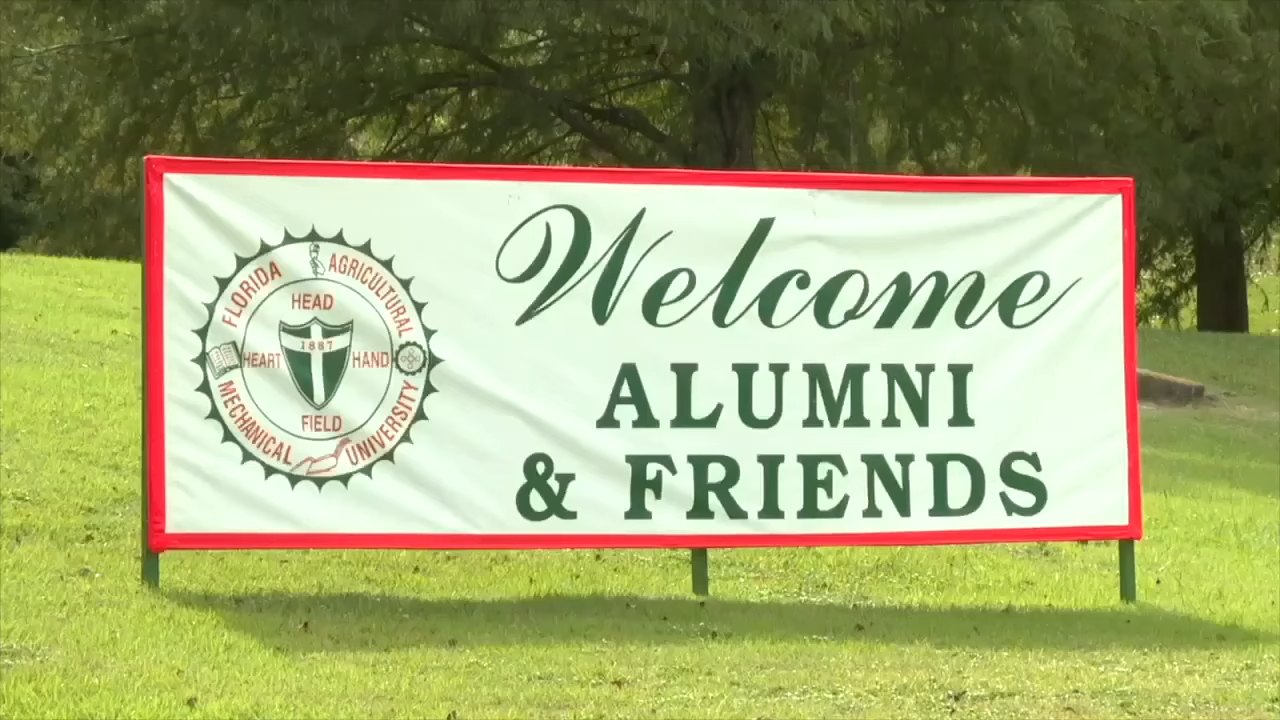 FLORIDA AGRICULTURAL
MECHANICAL UNIVERSITY
HEAD
1887
HEART HAND
FIELD
Welcome
ALUMNI
& FRIENDS